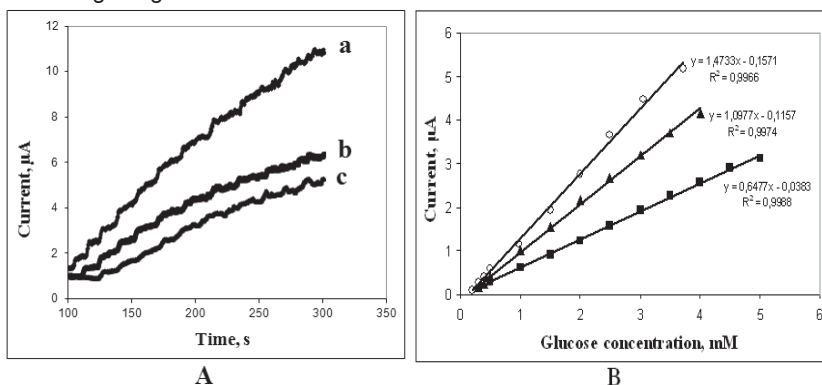 12
10
8
6
4
2
0
Current, µA
a
b
c
100 150 200 250 300 350
Time, s
A
6
5
4
3
2
1
0
Current, µA
y = 1,4733x - 0,1571
R² = 0,9966
y = 1,0977x - 0,1157
R² = 0,9974
y = 0,6477x - 0,0383
R² = 0,9988
0 1 2 3 4 5 6
Glucose concentration, mM
B